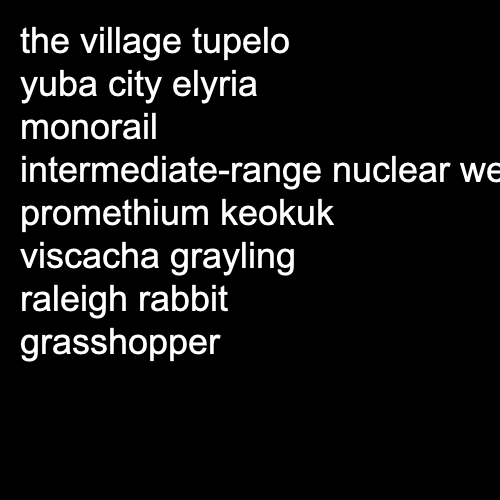 the village tupelo
yuba city elyria
monorail
intermediate-range nuclear we
promethium keokuk
viscacha grayling
raleigh rabbit
grasshopper